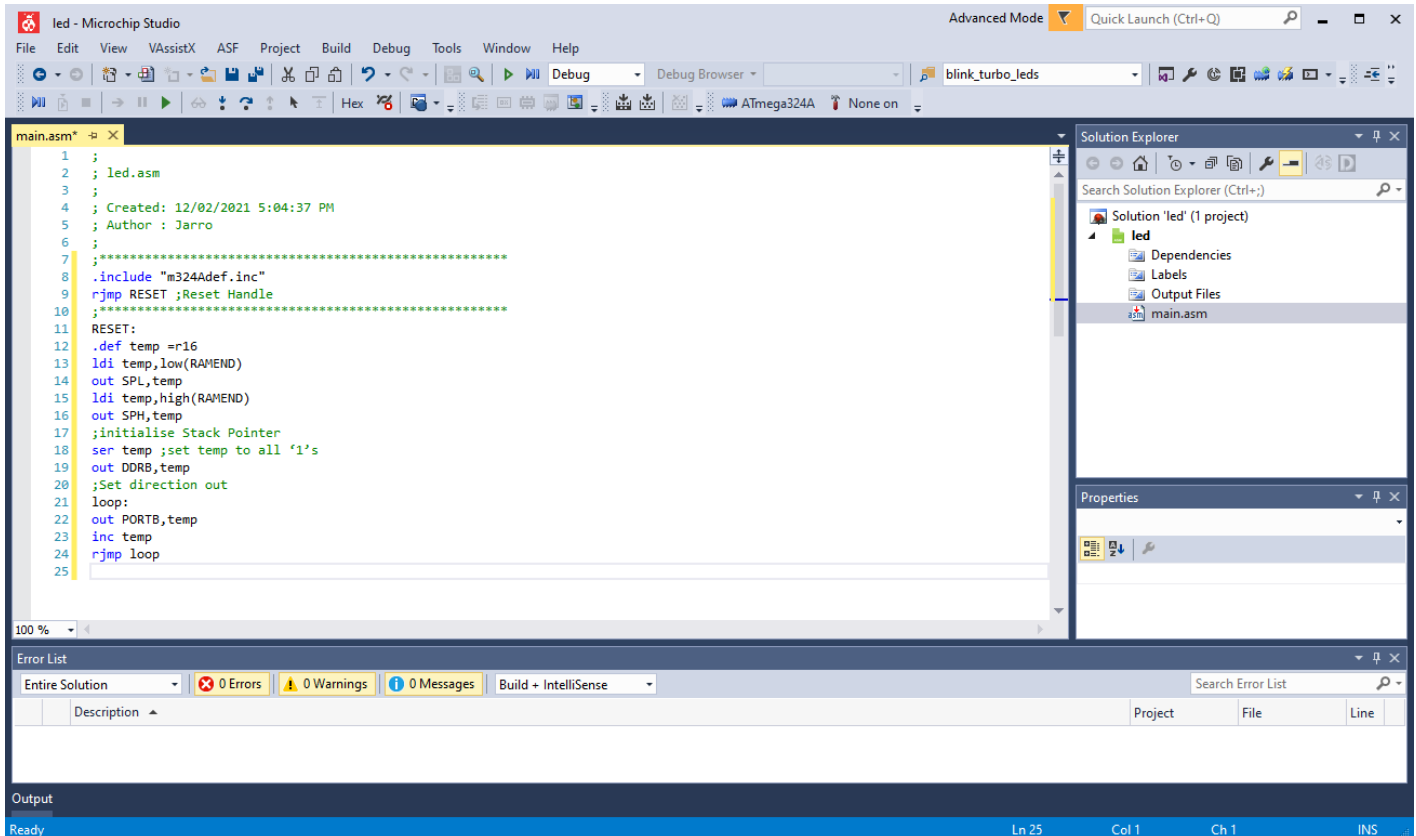 led - Microchip Studio
Advanced Mode
Quick Launch (Ctrl+Q)
File Edit View VAssistX ASF Project Build Debug Tools Window Help
Debug
Debug Browser
blink_turbo_leds
Hex
ATmega324A
None on
main.asm*
1 ;
2 ; led.asm
3 ;
4 ; Created: 12/02/2021 5:04:37 PM
5 ; Author : Jarro
6 ;
7 ;******************************************************
8 .include "m324Adef.inc"
9 rjmp RESET ;Reset Handle
10 ;******************************************************
11 RESET:
12 .def temp =r16
13 ldi temp,low(RAMEND)
14 out SPL,temp
15 ldi temp,high(RAMEND)
16 out SPH,temp
17 ;initialise Stack Pointer
18 ser temp ;set temp to all ‘1’s
19 out DDRB,temp
20 ;Set direction out
21 loop:
22 out PORTB,temp
23 inc temp
24 rjmp loop
25
100 %
Solution Explorer
Search Solution Explorer (Ctrl+;)
Solution 'led' (1 project)
led
Dependencies
Labels
Output Files
asm main.asm
Properties
Error List
Entire Solution
0 Errors
0 Warnings
0 Messages
Build + IntelliSense
Search Error List
Description
Project
File
Line
Output
Ready
Ln 25
Col 1
Ch 1
INS